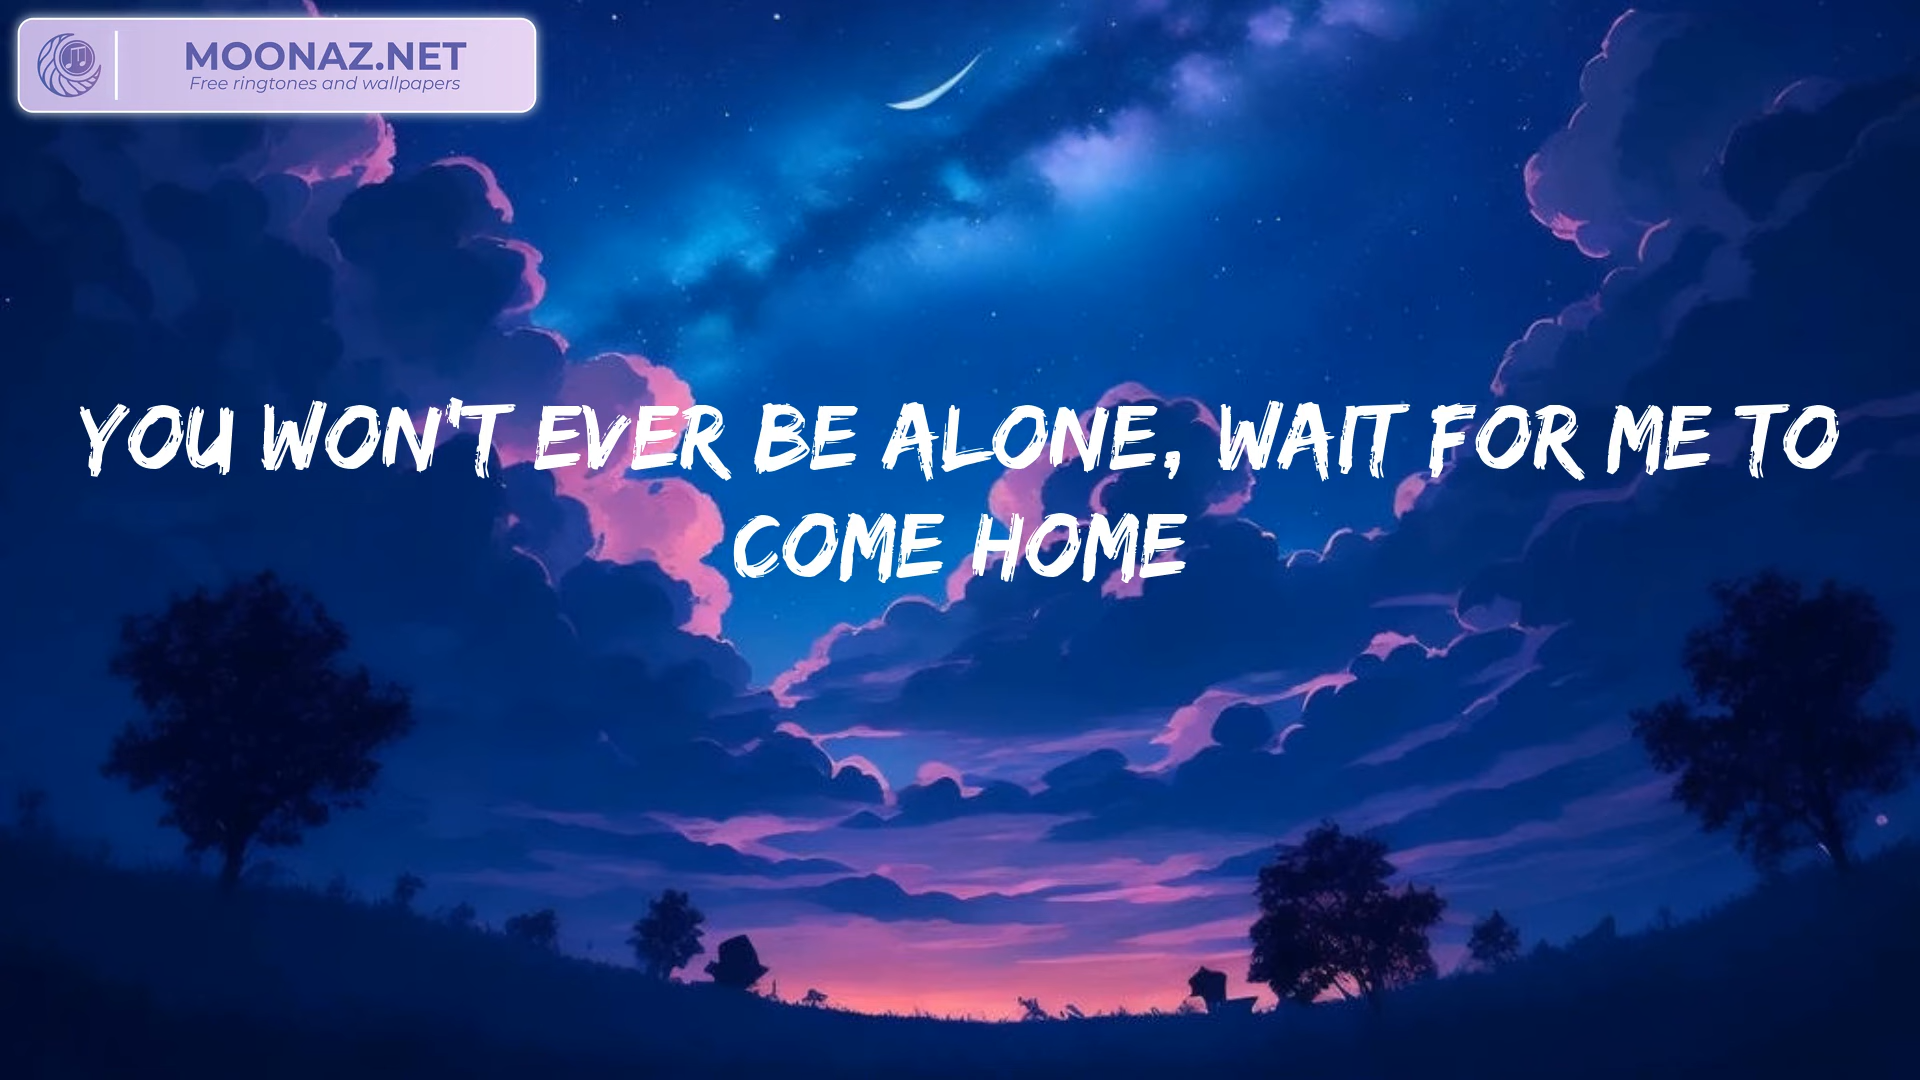 MOONAZ.NET
Free ringtones and wallpapers
YOU WON'T EVER BE ALONE, WAIT FOR ME TO
COME HOME